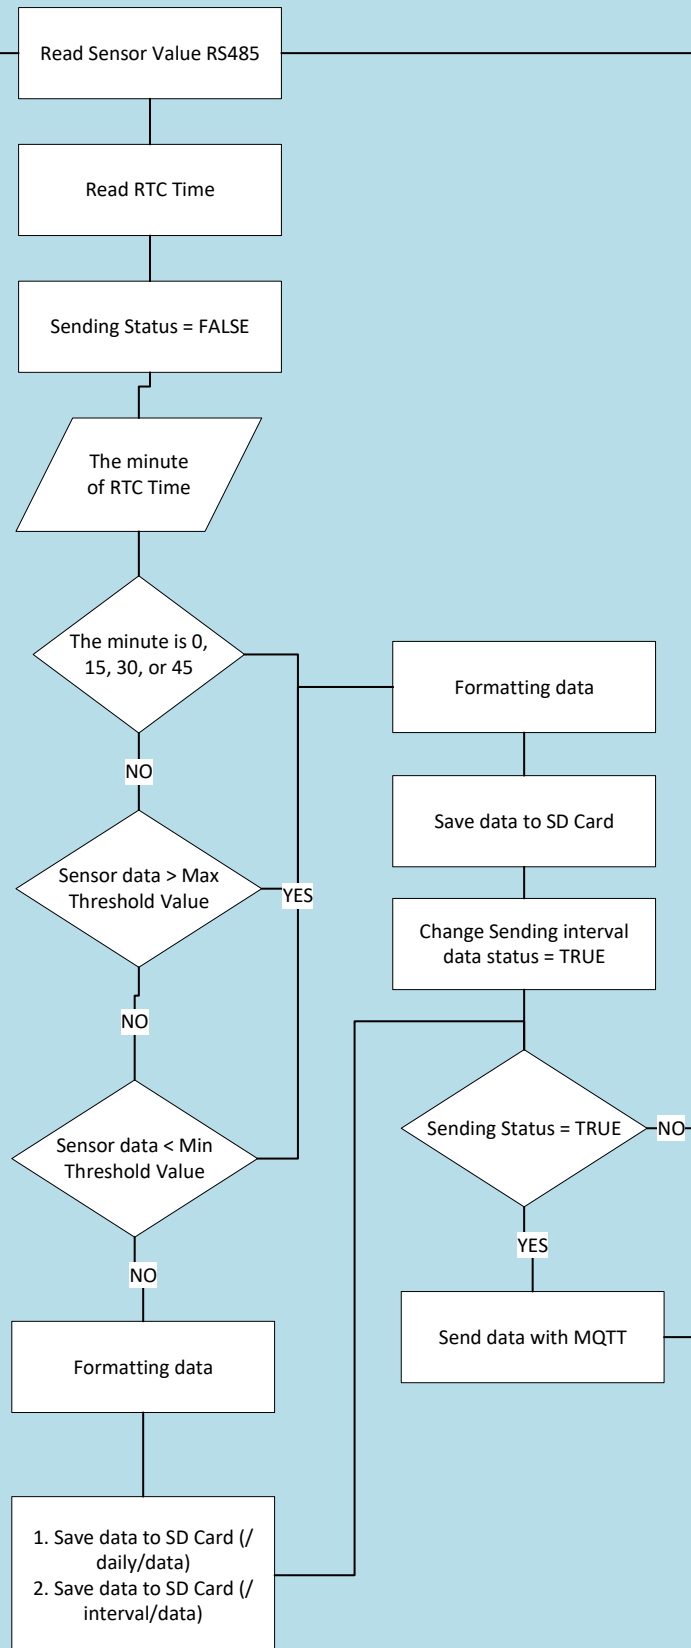 Read Sensor Value RS485
Read RTC Time
Sending Status = FALSE
The minute
of RTC Time
The minute is 0,
15, 30, or 45
NO
Sensor data > Max
Threshold Value
YES
NO
Sensor data < Min
Threshold Value
NO
Formatting data
1. Save data to SD Card (/
daily/data)
2. Save data to SD Card (/
interval/data)
Formatting data
Save data to SD Card
Change Sending interval
data status = TRUE
Sending Status = TRUE
NO
YES
Send data with MQTT